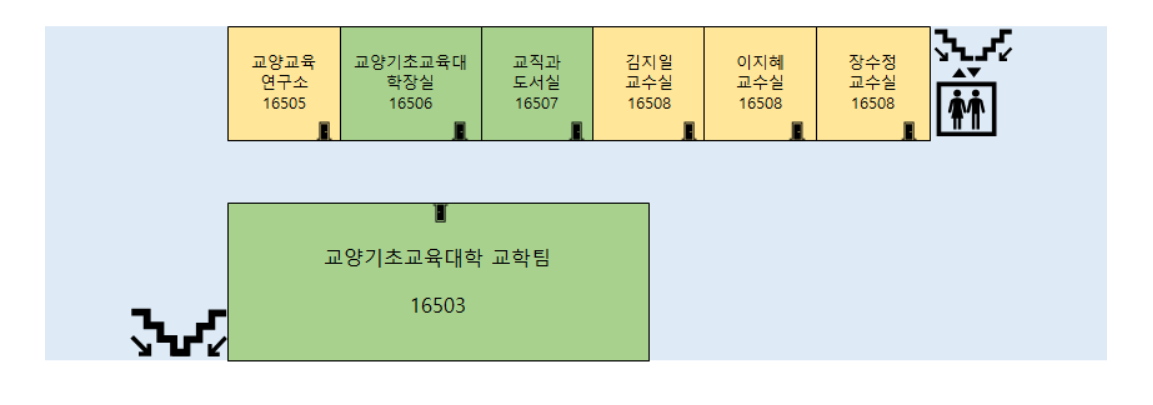 교양교육
연구소
16505
교양기초교육대
학장실
16506
교직과
도서실
16507
김지일
교수실
16508
이지혜
교수실
16508
장수정
교수실
16508
교양기초교육대학 교학팀
16503